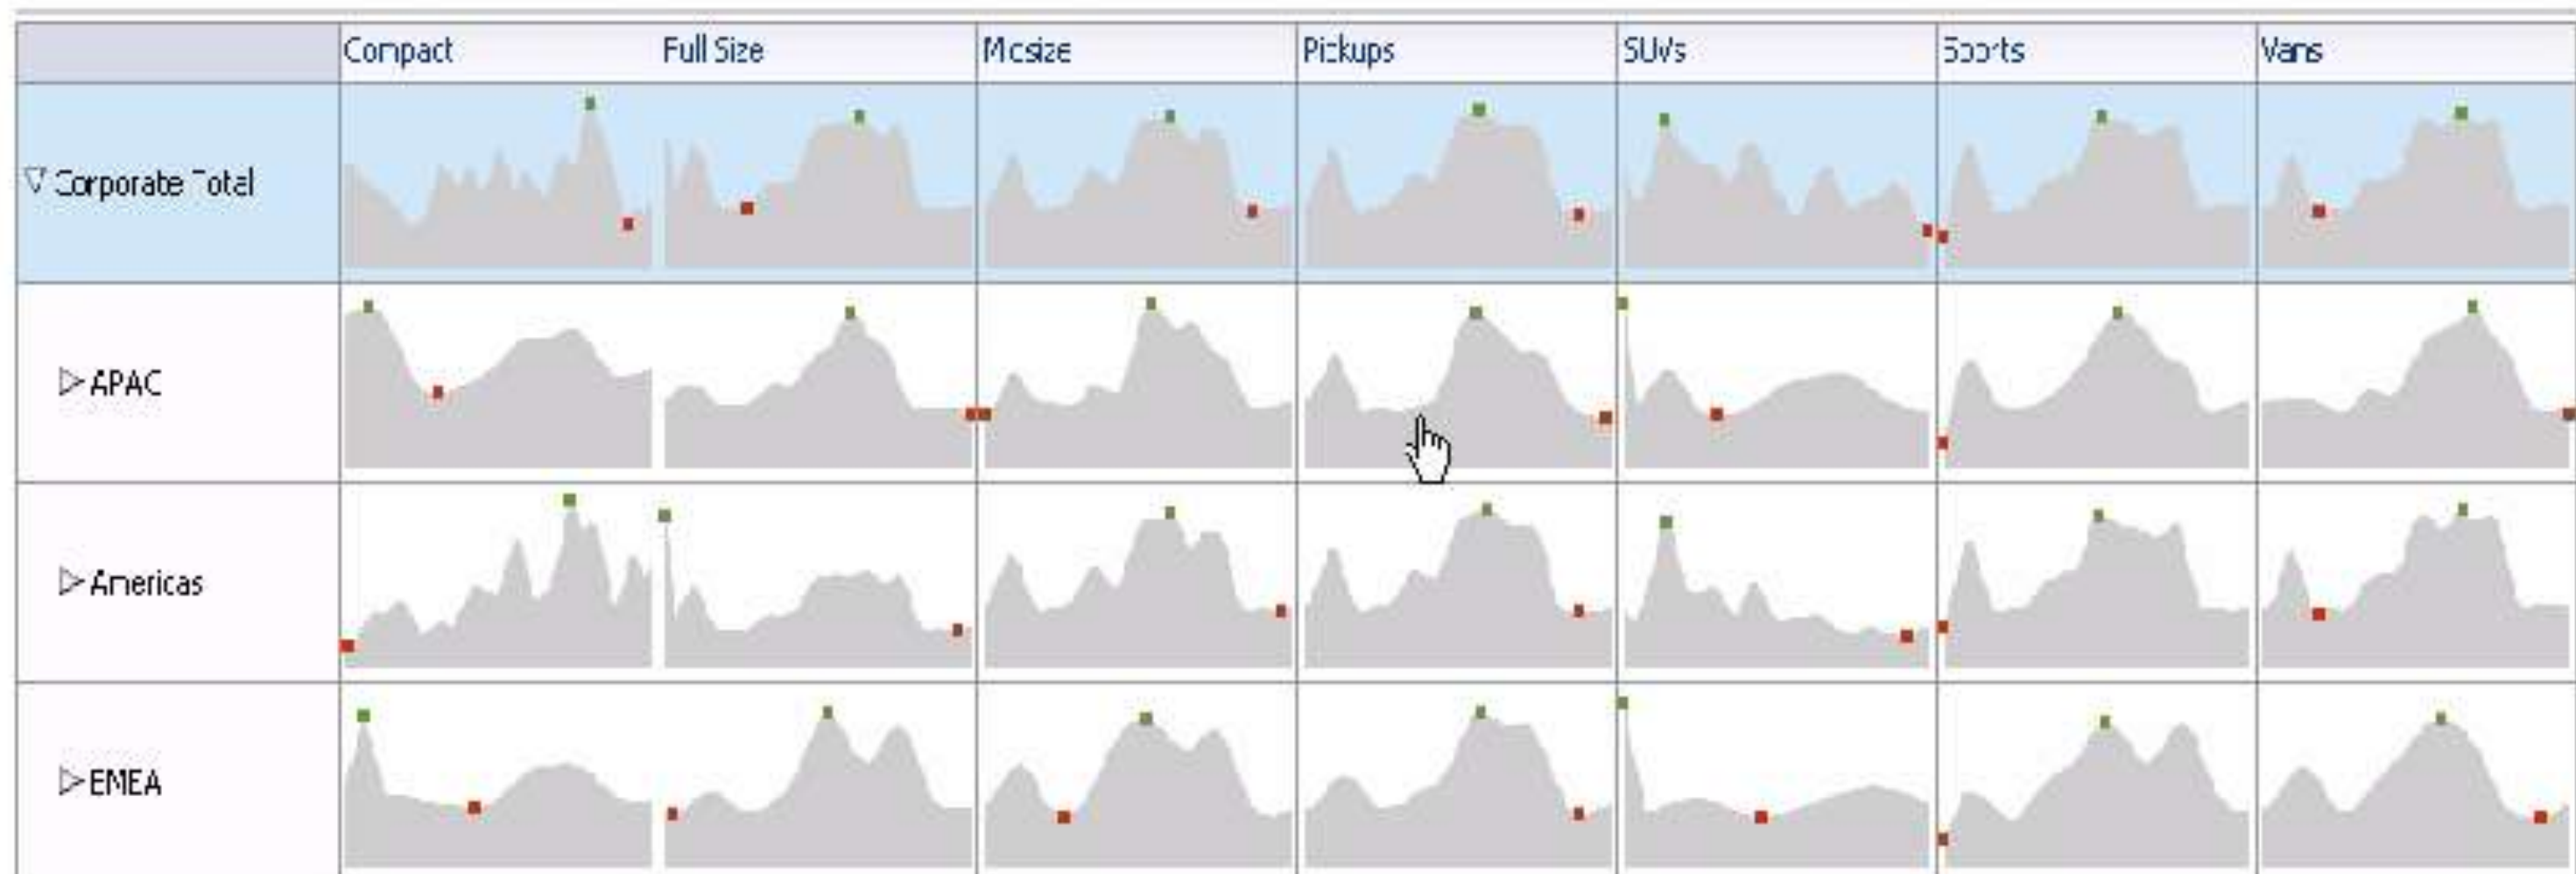 Compact Full Size Midsize Pickups SUVs Sports Vans
Corporate Total
APAC
Americas
EMEA